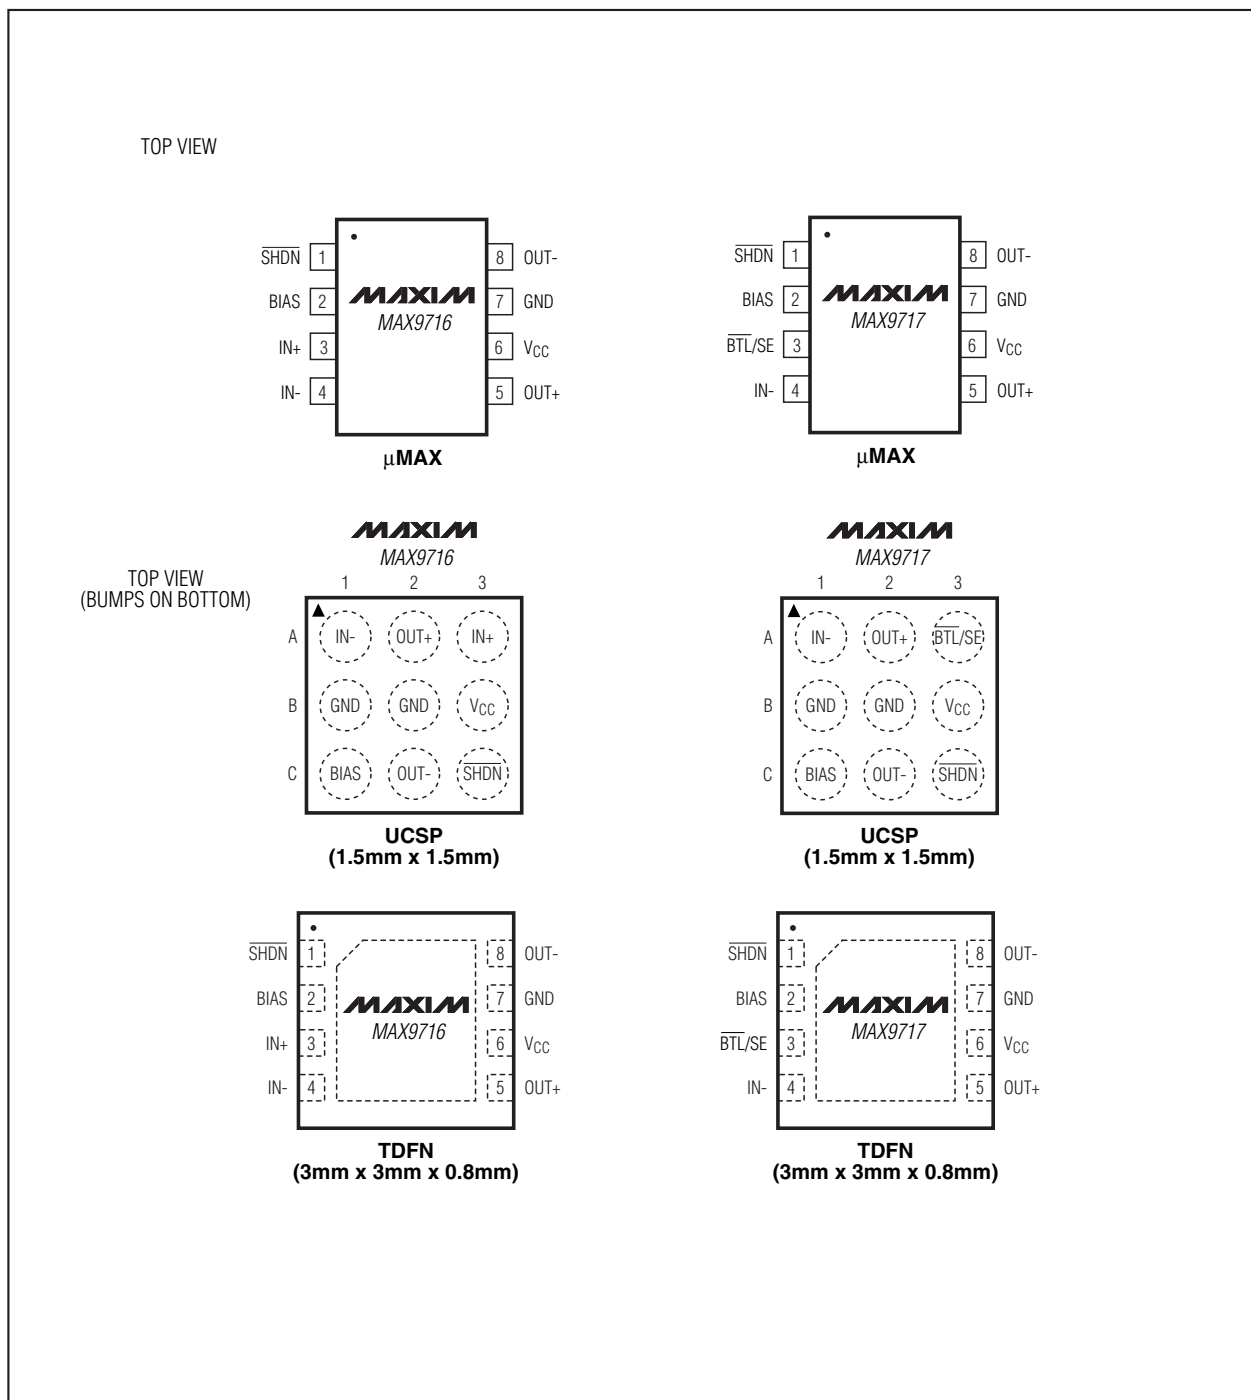 TOP VIEW
SHDN 1 8 OUT-
BIAS 2 7 GND
IN+ 3 6 VCC
IN- 4 5 OUT+
MAXIM
MAX9716
µMAX
SHDN 1 8 OUT-
BIAS 2 7 GND
BTL/SE 3 6 VCC
IN- 4 5 OUT+
MAXIM
MAX9717
µMAX
TOP VIEW
(BUMPS ON BOTTOM)
MAXIM
MAX9716
1 2 3
A IN- OUT+ IN+
B GND GND VCC
C BIAS OUT- SHDN
UCSP
(1.5mm x 1.5mm)
MAXIM
MAX9717
1 2 3
A IN- OUT+ BTL/SE
B GND GND VCC
C BIAS OUT- SHDN
UCSP
(1.5mm x 1.5mm)
SHDN 1 8 OUT-
BIAS 2 7 GND
IN+ 3 6 VCC
IN- 4 5 OUT+
MAXIM
MAX9716
TDFN
(3mm x 3mm x 0.8mm)
SHDN 1 8 OUT-
BIAS 2 7 GND
BTL/SE 3 6 VCC
IN- 4 5 OUT+
MAXIM
MAX9717
TDFN
(3mm x 3mm x 0.8mm)